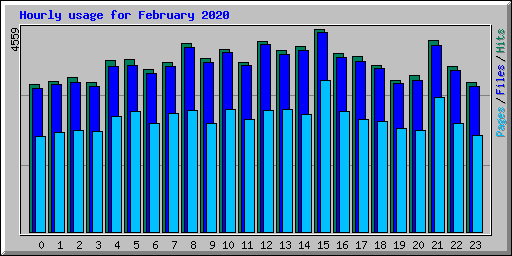 Hourly usage for February 2020
4559
Pages / Files / Hits
0 1 2 3 4 5 6 7 8 9 10 11 12 13 14 15 16 17 18 19 20 21 22 23